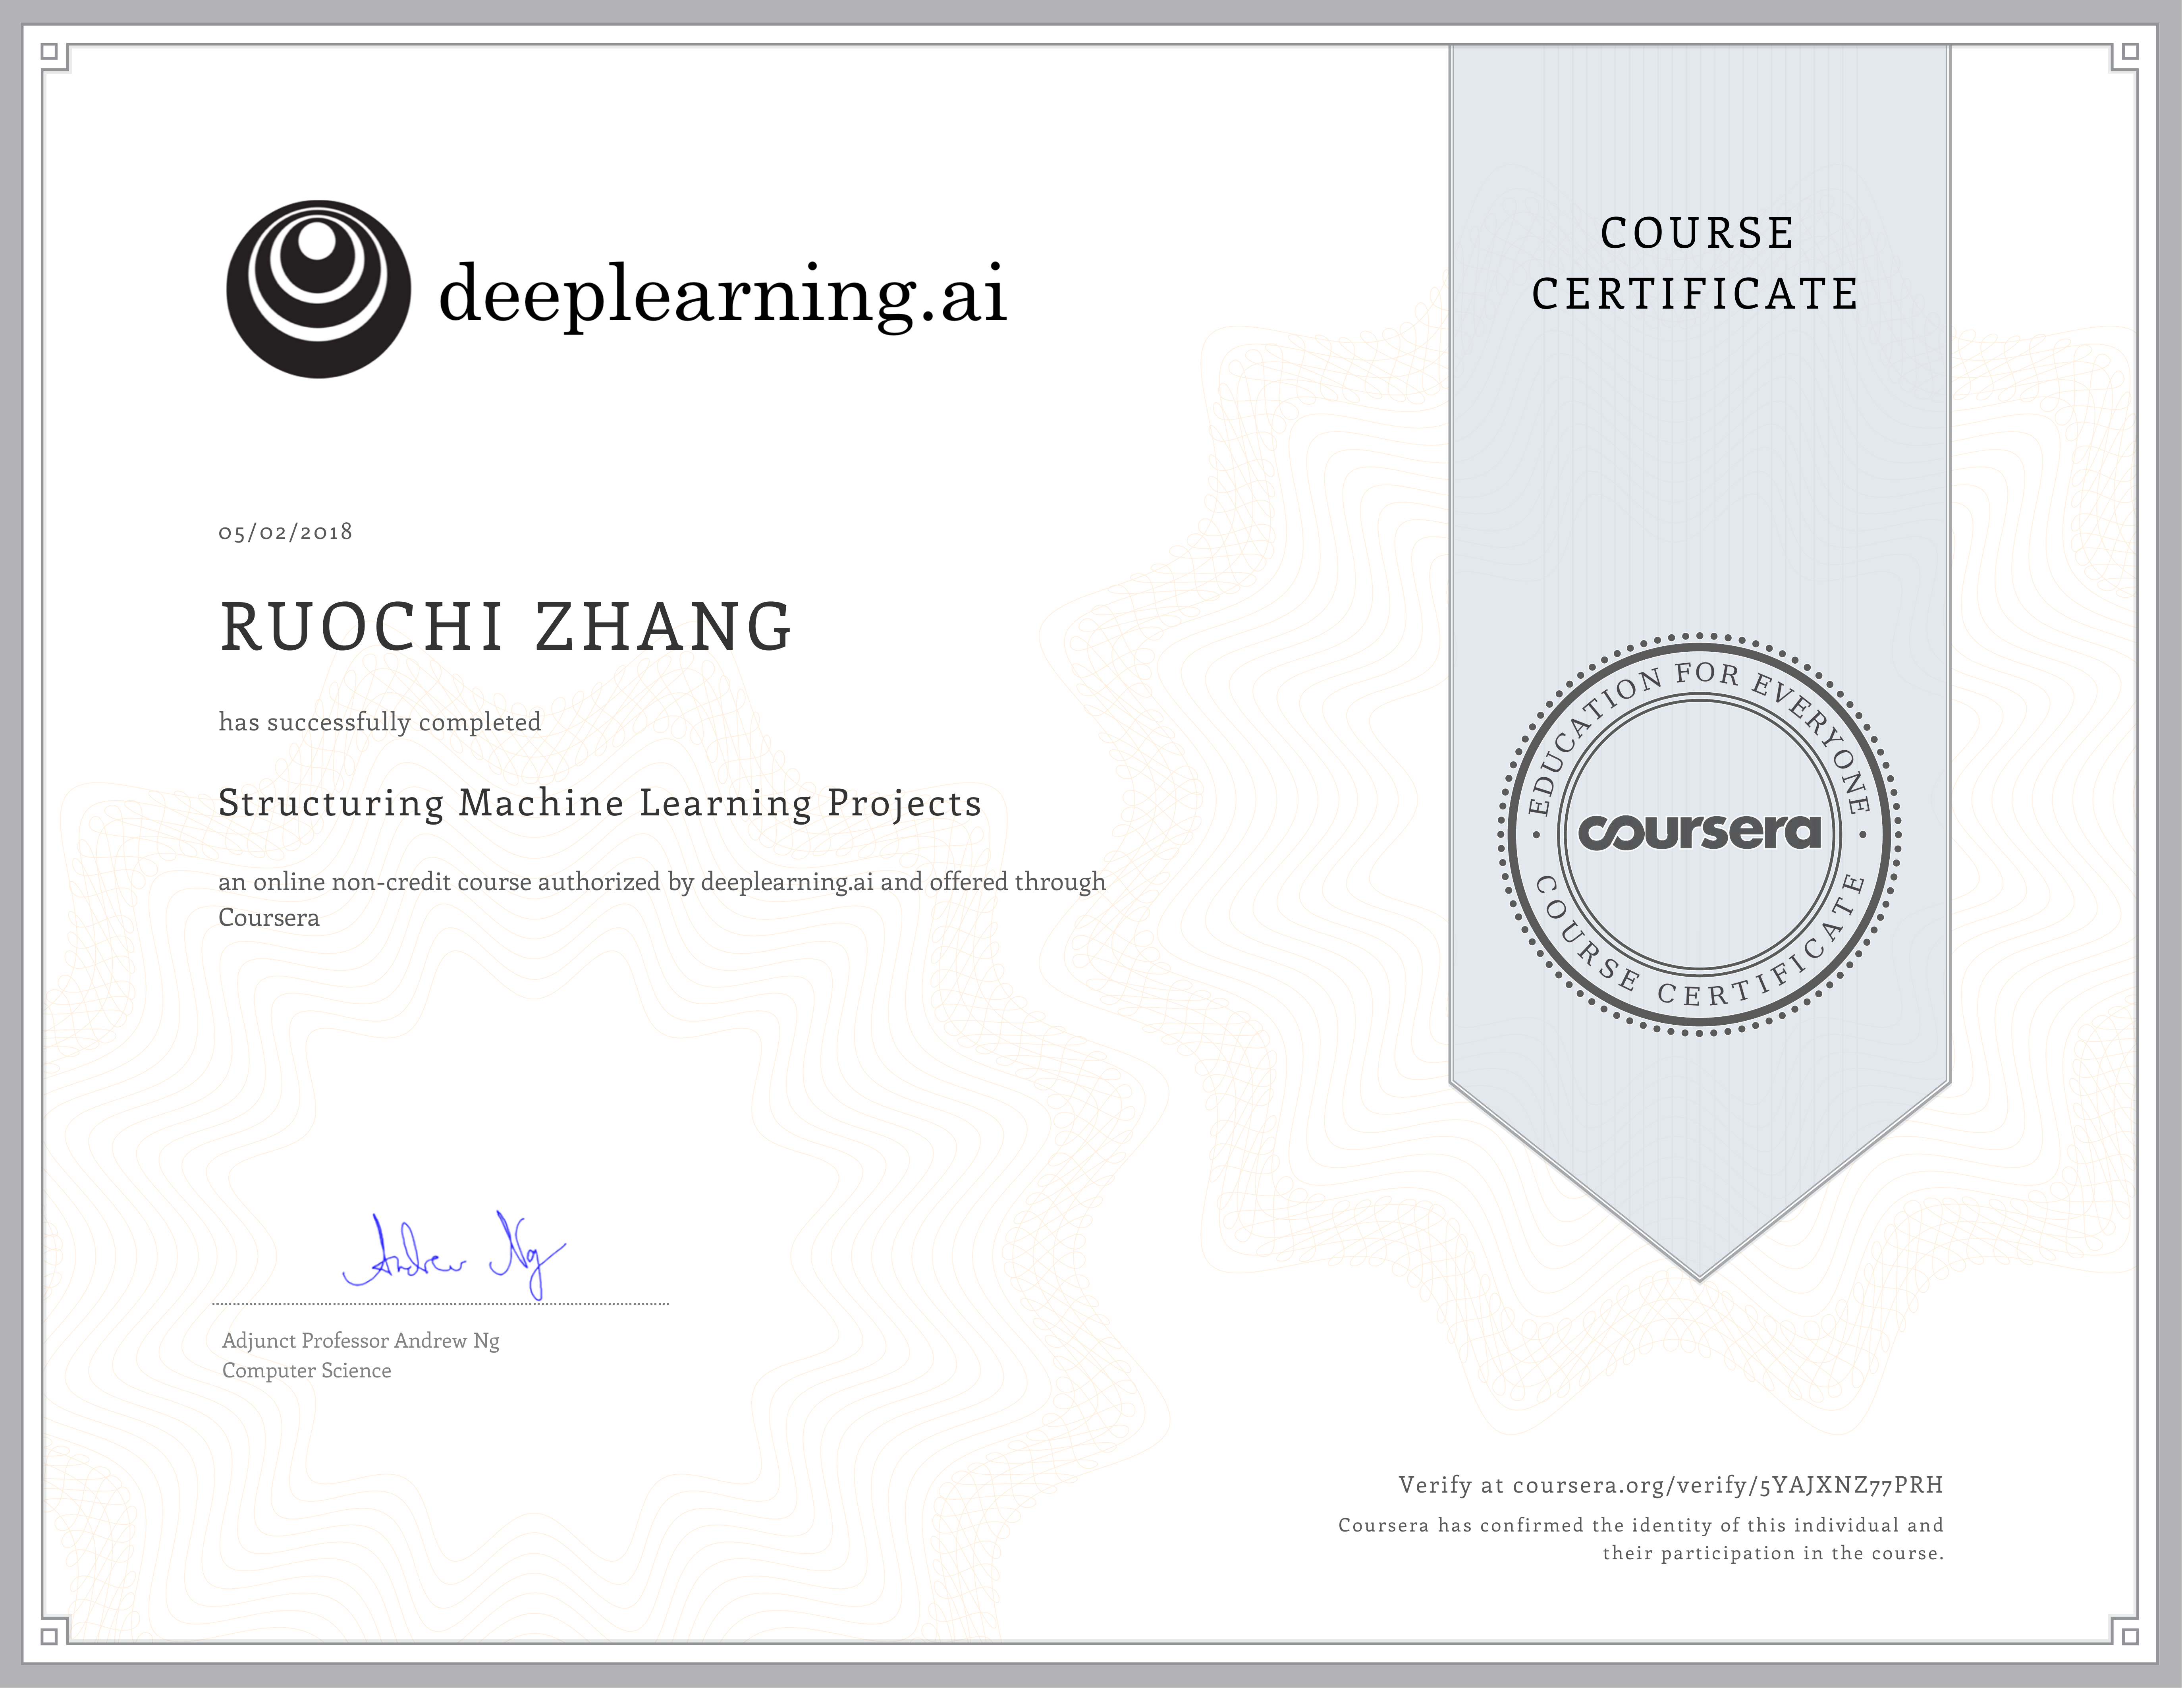 deeplearning.ai
COURSE
CERTIFICATE
05/02/2018
RUOCHI ZHANG
has successfully completed
Structuring Machine Learning Projects
an online non-credit course authorized by deeplearning.ai and offered through
Coursera
EDUCATION FOR EVERYONE
coursera
COURSE CERTIFICATE
Andrew Ng
Adjunct Professor Andrew Ng
Computer Science
Verify at coursera.org/verify/5YAJXNZ77PRH
Coursera has confirmed the identity of this individual and
their participation in the course.